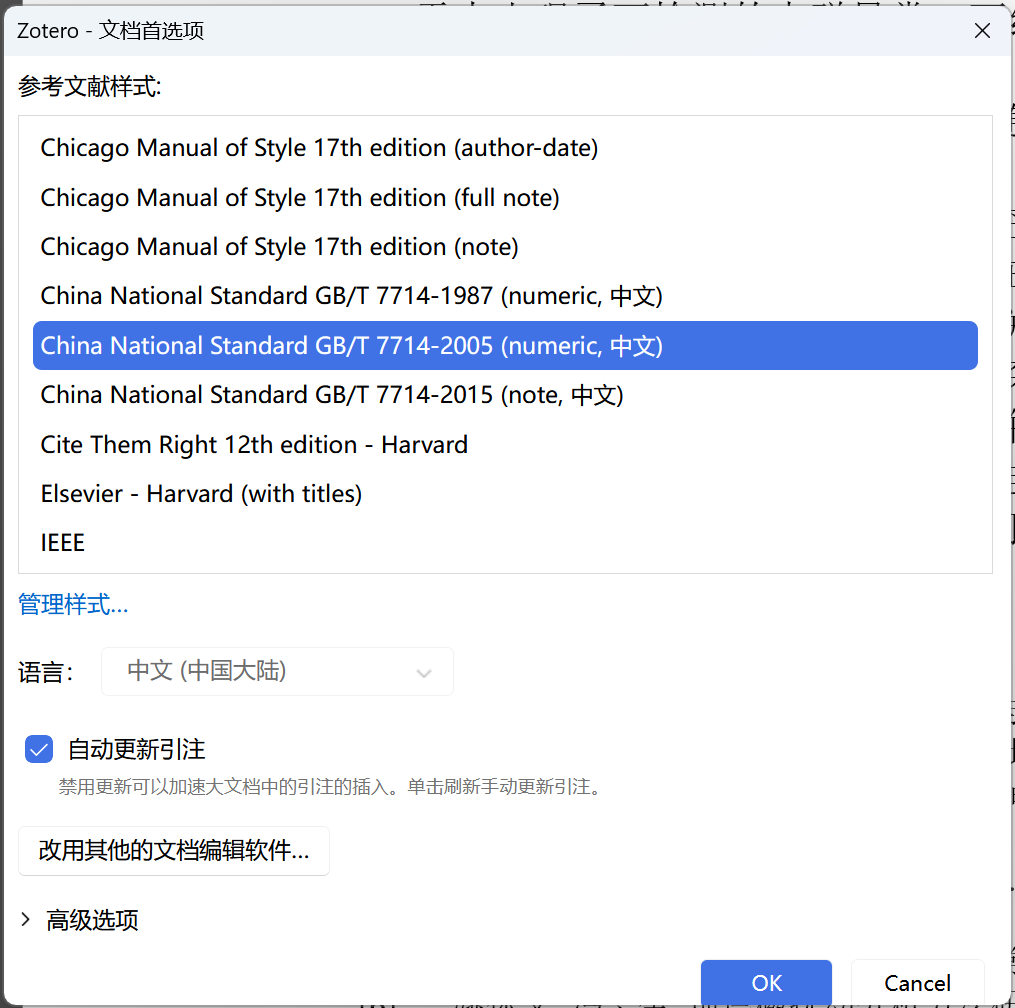 Zotero - 文档首选项
参考文献样式:
Chicago Manual of Style 17th edition (author-date)
Chicago Manual of Style 17th edition (full note)
Chicago Manual of Style 17th edition (note)
China National Standard GB/T 7714-1987 (numeric, 中文)
China National Standard GB/T 7714-2005 (numeric, 中文)
China National Standard GB/T 7714-2015 (note, 中文)
Cite Them Right 12th edition - Harvard
Elsevier - Harvard (with titles)
IEEE
管理样式...
语言： 中文 (中国大陆)
自动更新引注
禁用更新可以加速大文档中的引注的插入。单击刷新手动更新引注。
改用其他的文档编辑软件...
高级选项
OK Cancel